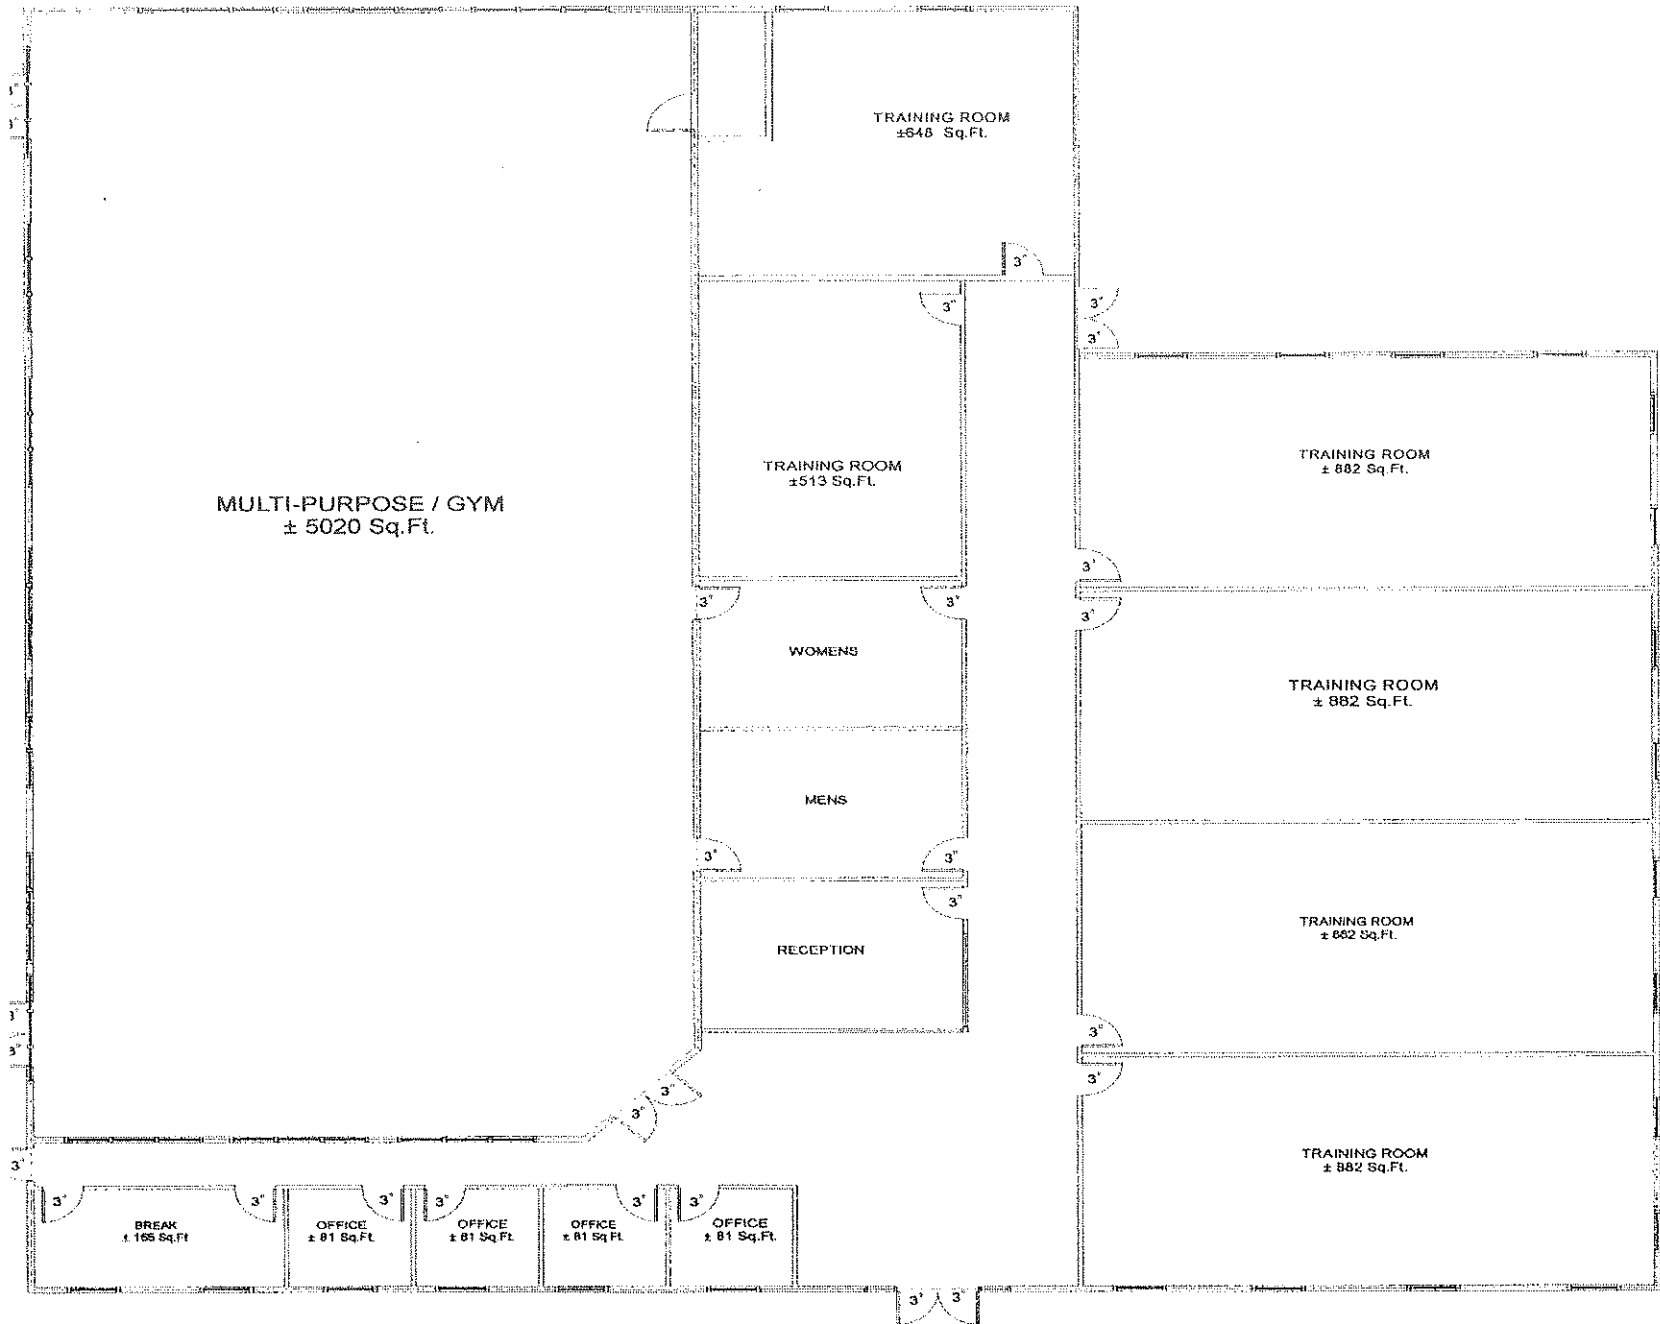 TRAINING ROOM
±648 Sq.Ft.
3"
3"
3"
3"
3"
3"
TRAINING ROOM
± 882 Sq.Ft.
TRAINING ROOM
±513 Sq.Ft.
MULTI-PURPOSE / GYM
± 5020 Sq.Ft.
3'
3"
3"
3'
WOMENS
TRAINING ROOM
± 882 Sq.Ft.
MENS
3"
3"
3"
TRAINING ROOM
± 882 Sq.Ft.
RECEPTION
3"
3"
3"
3"
3"
3"
TRAINING ROOM
± 882 Sq.Ft.
3"
3"
3"
3"
3"
3"
3"
BREAK
± 165 Sq.Ft
OFFICE
± 81 Sq.Ft.
OFFICE
± 81 Sq.Ft.
OFFICE
± 81 Sq Ft.
OFFICE
± 81 Sq.Ft.
3'
3"